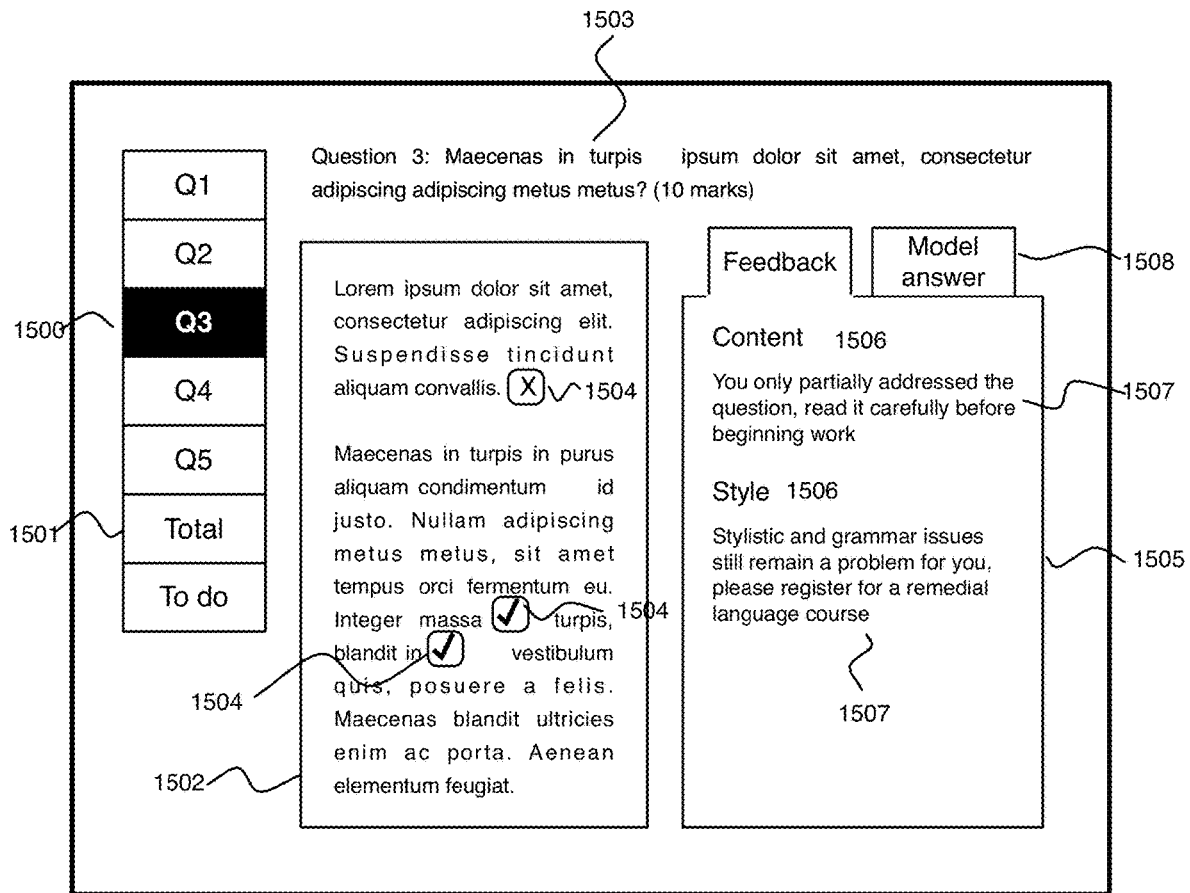 1503
Question 3: Maecenas in turpis ipsum dolor sit amet, consectetur
adipiscing adipiscing metus metus? (10 marks)
Q1
Q2
1500
Q3
Q4
Q5
1501
Total
To do
Lorem ipsum dolor sit amet,
consectetur adipiscing elit.
Suspendisse tincidunt
aliquam convallis. X 1504
Maecenas in turpis in purus
aliquam condimentum id
justo. Nullam adipiscing
metus metus, sit amet
tempus orci fermentum eu.
Integer massa ✓ turpis, 1504
blandit in ✓ vestibulum
1504
quis, posuere a felis.
Maecenas blandit ultricies
enim ac porta. Aenean
elementum feugiat.
1502
Feedback
Model
answer
1508
Content 1506
You only partially addressed the
question, read it carefully before
beginning work
1507
Style 1506
Stylistic and grammar issues
still remain a problem for you,
please register for a remedial
language course
1505
1507